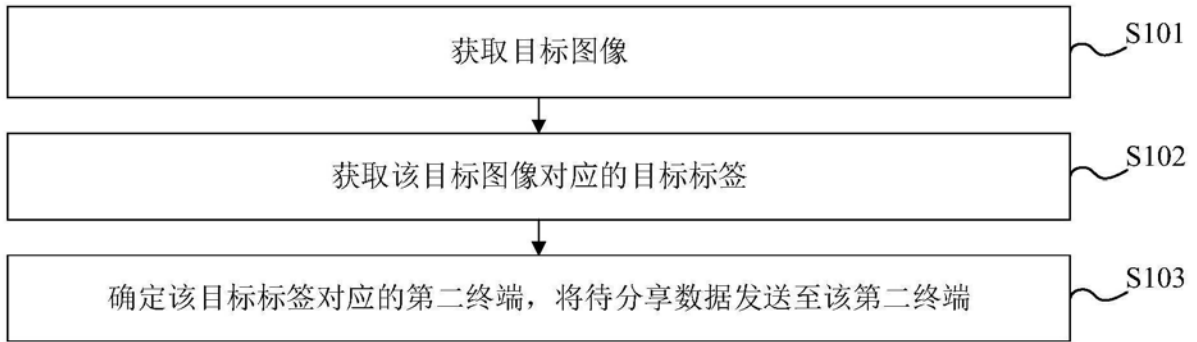 获取目标图像
S101
获取该目标图像对应的目标标签
S102
确定该目标标签对应的第二终端，将待分享数据发送至该第二终端
S103